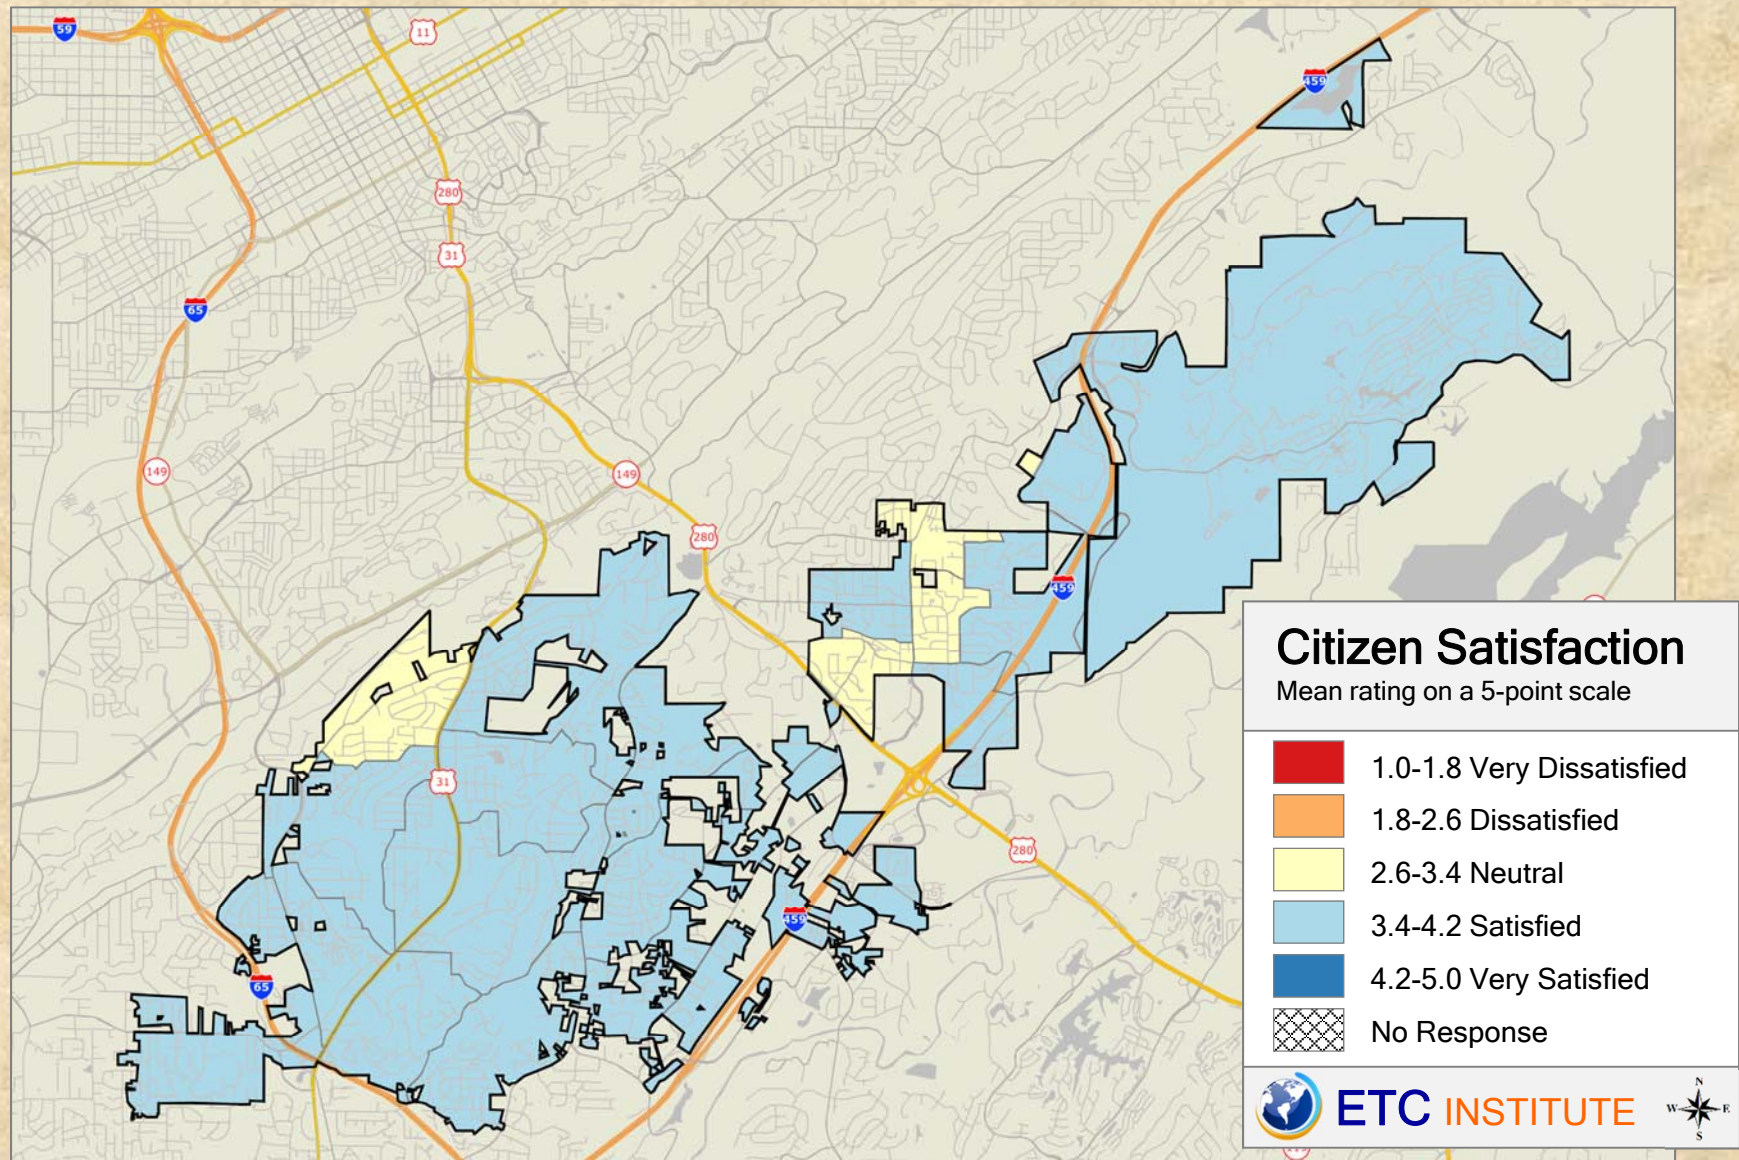 59
11
459
280
31
65
149
149
280
459
31
280
459
65
Citizen Satisfaction
Mean rating on a 5-point scale
1.0-1.8 Very Dissatisfied
1.8-2.6 Dissatisfied
2.6-3.4 Neutral
3.4-4.2 Satisfied
4.2-5.0 Very Satisfied
No Response
ETC INSTITUTE
N
W E
S